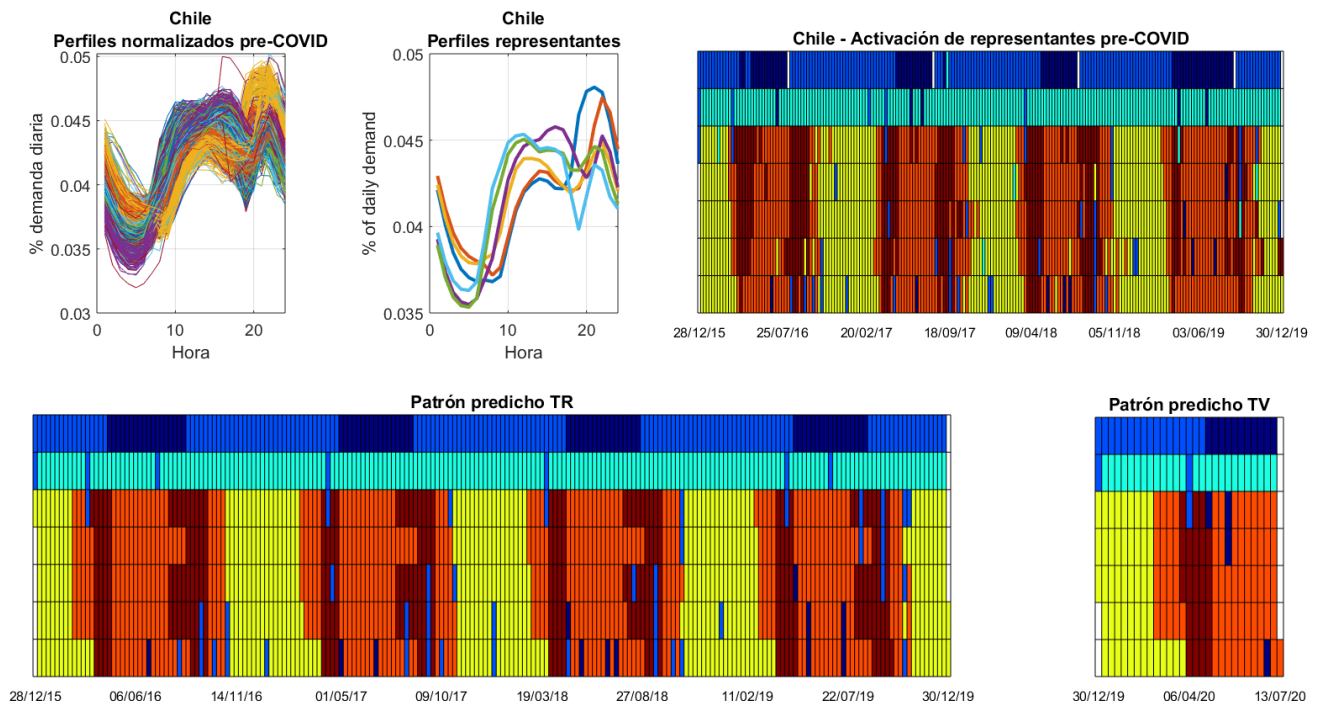 Chile
Perfiles normalizados pre-COVID
0.05
0.045
0.04
0.035
0.03
% demanda diaria
0
10
20
Hora
Chile
Perfiles representantes
0.05
0.045
0.04
0.035
% of daily demand
0
10
20
Hora
Chile - Activación de representantes pre-COVID
28/12/15 25/07/16 20/02/17 18/09/17 09/04/18 05/11/18 03/06/19 30/12/19
Patrón predicho TR
28/12/15 06/06/16 14/11/16 01/05/17 09/10/17 19/03/18 27/08/18 11/02/19 22/07/19 30/12/19
Patrón predicho TV
30/12/19 06/04/20 13/07/20